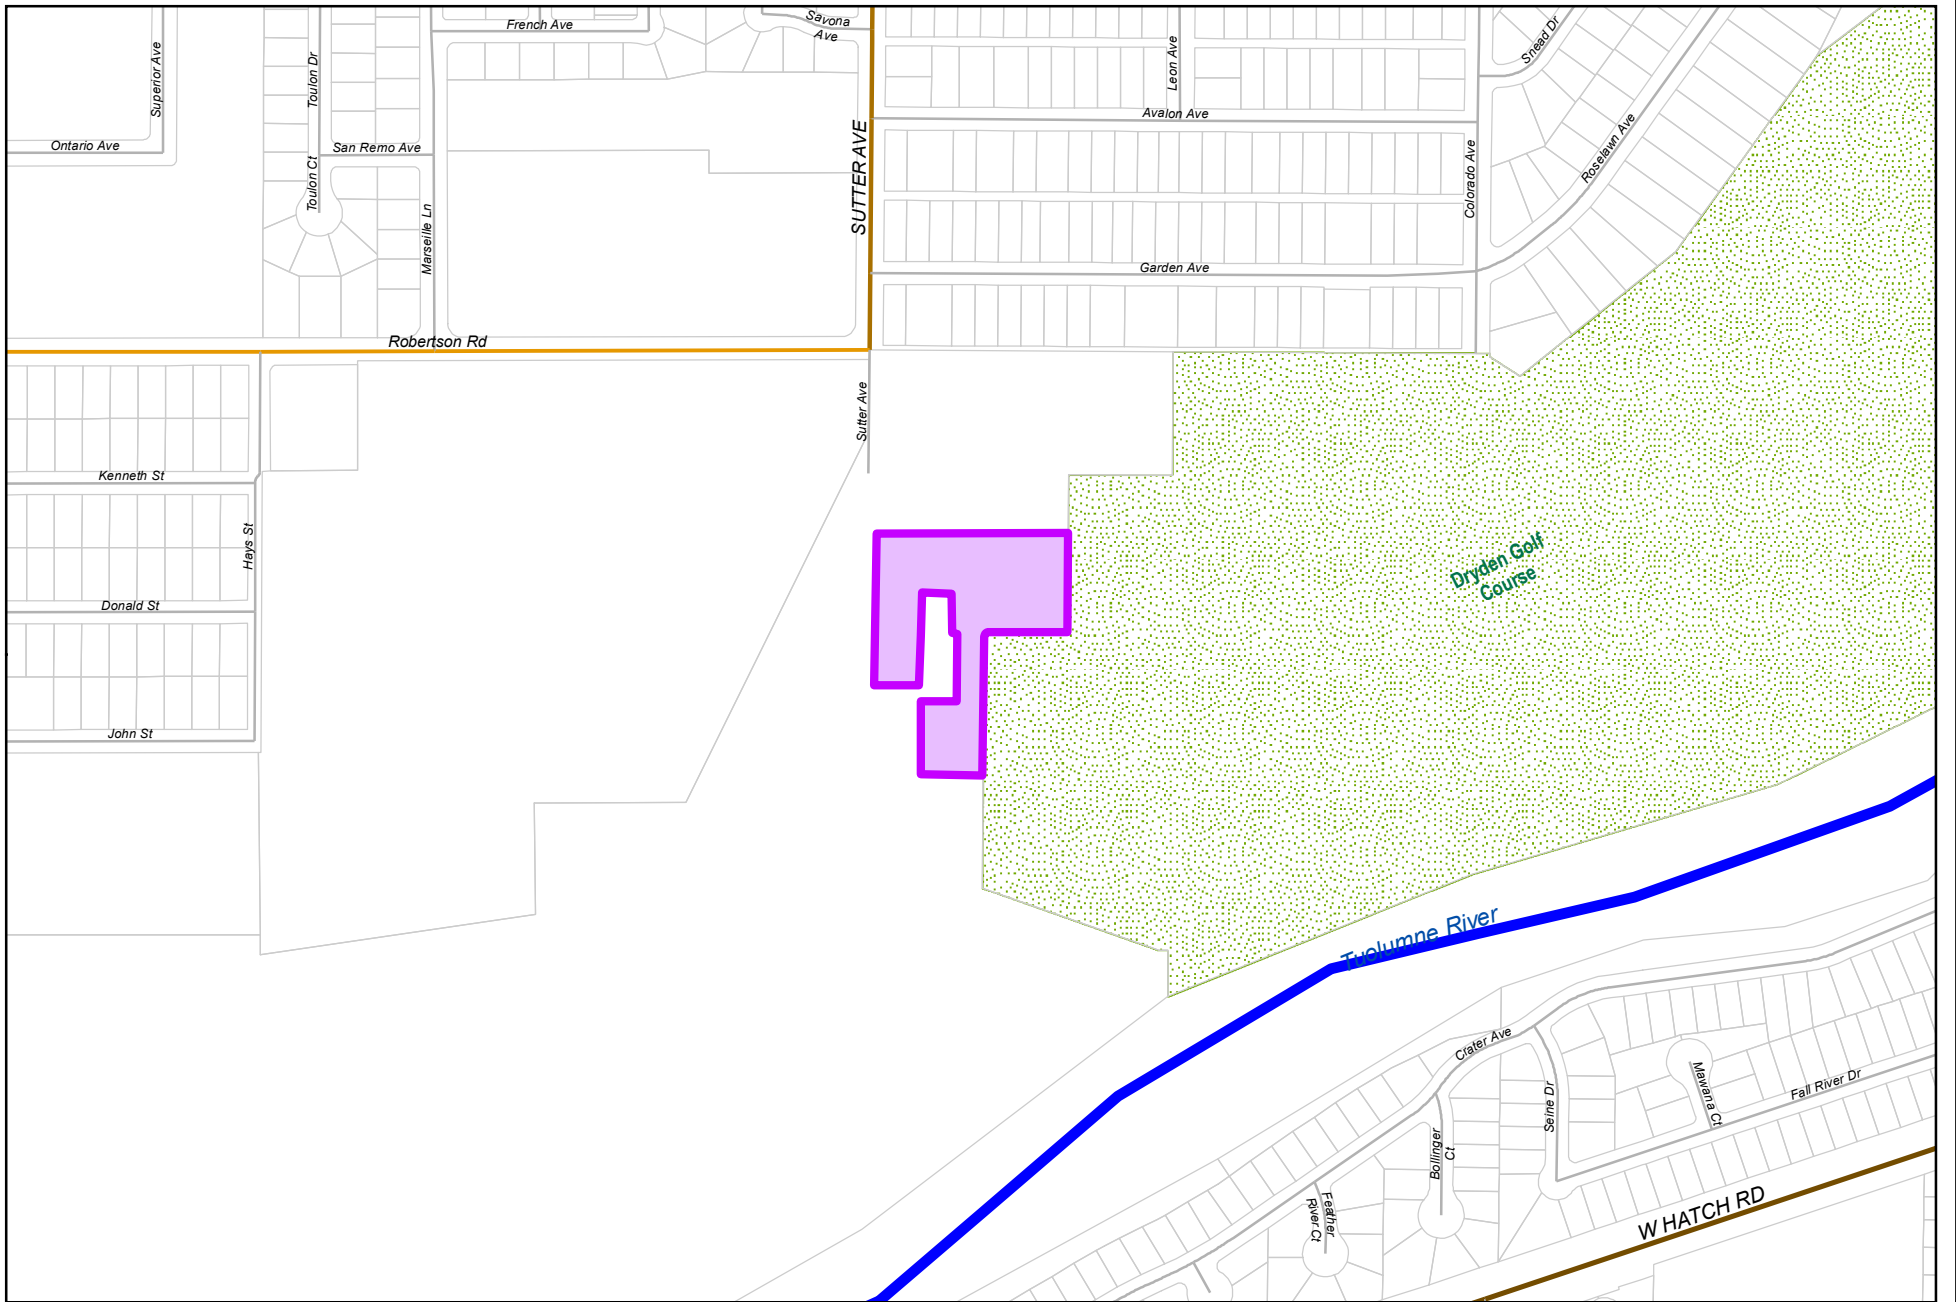 French Ave
Savona
Ave
Snead Dr
Superior Ave
Toulon Dr
Leon Ave
Avalon Ave
Ontario Ave
San Remo Ave
SUTTER AVE
Colorado Ave
Roselawn Ave
Toulon Ct
Marseille Ln
Garden Ave
Robertson Rd
Sutter Ave
Kenneth St
Hays St
Dryden Golf
Course
Donald St
John St
Tuolumne River
Crater Ave
Seine Dr
Mawana Ct
Fall River Dr
Bollinger
Ct
Feather
River Ct
W HATCH RD